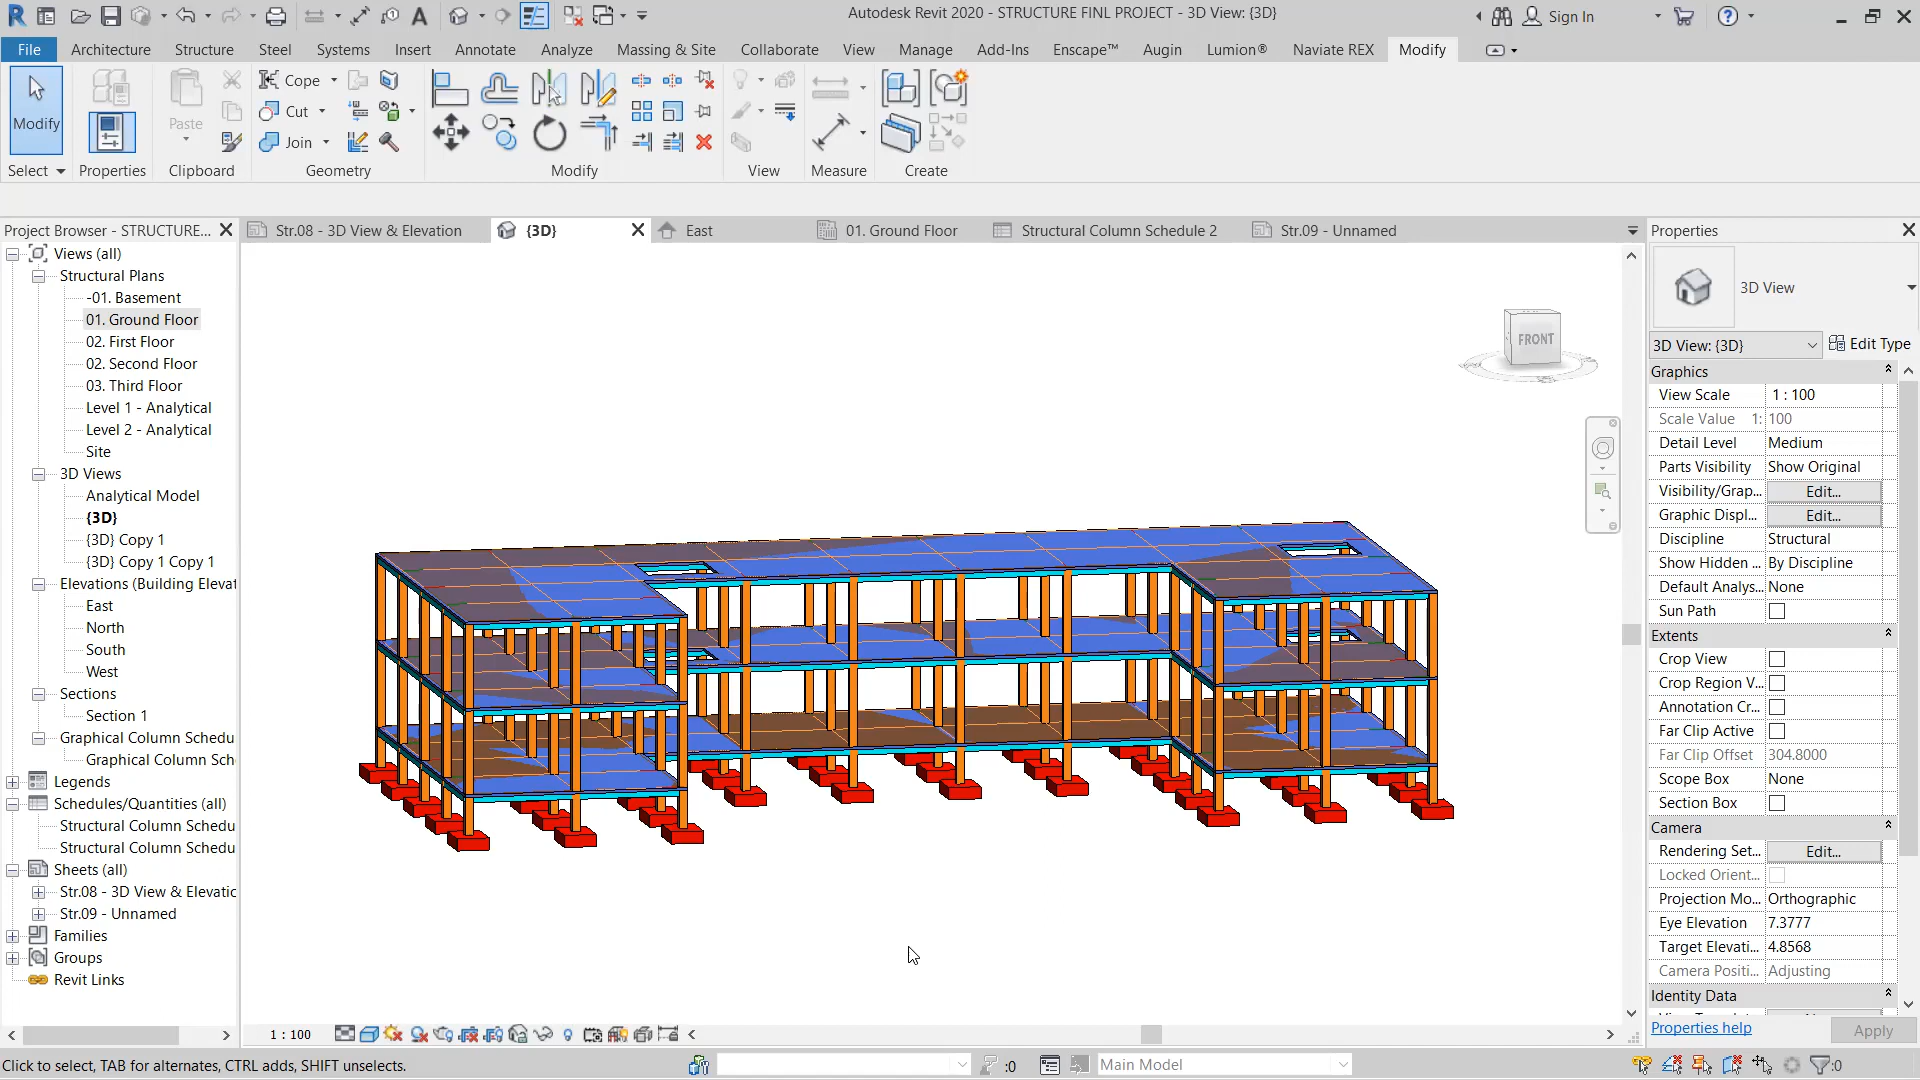 Autodesk Revit 2020 - STRUCTURE FINL PROJECT - 3D View: {3D}
Sign In
File Architecture Structure Steel Systems Insert Annotate Analyze Massing & Site Collaborate View Manage Add-Ins Enscape™ Augin Lumion® Naviate REX Modify
Modify
Paste
Cope
Cut
Join
Select Properties Clipboard Geometry Modify View Measure Create
Project Browser - STRUCTURE...
Str.08 - 3D View & Elevation
{3D}
East
01. Ground Floor
Structural Column Schedule 2
Str.09 - Unnamed
Views (all)
Structural Plans
-01. Basement
01. Ground Floor
02. First Floor
02. Second Floor
03. Third Floor
Level 1 - Analytical
Level 2 - Analytical
Site
3D Views
Analytical Model
{3D}
{3D} Copy 1
{3D} Copy 1 Copy 1
Elevations (Building Elevat
East
North
South
West
Sections
Section 1
Graphical Column Schedu
Graphical Column Sch
Legends
Schedules/Quantities (all)
Structural Column Schedu
Structural Column Schedu
Sheets (all)
Str.08 - 3D View & Elevatic
Str.09 - Unnamed
Families
Groups
Revit Links
FRONT
Properties
3D View
3D View: {3D}
Edit Type
Graphics
View Scale 1 : 100
Scale Value 1: 100
Detail Level Medium
Parts Visibility Show Original
Visibility/Grap... Edit...
Graphic Displ... Edit...
Discipline Structural
Show Hidden ... By Discipline
Default Analys... None
Sun Path
Extents
Crop View
Crop Region V...
Annotation Cr...
Far Clip Active
Far Clip Offset 304.8000
Scope Box None
Section Box
Camera
Rendering Set... Edit...
Locked Orient...
Projection Mo... Orthographic
Eye Elevation 7.3777
Target Elevati... 4.8568
Camera Positi... Adjusting
Identity Data
Properties help
Apply
1 : 100
Click to select, TAB for alternates, CTRL adds, SHIFT unselects.
:0
Main Model
:0